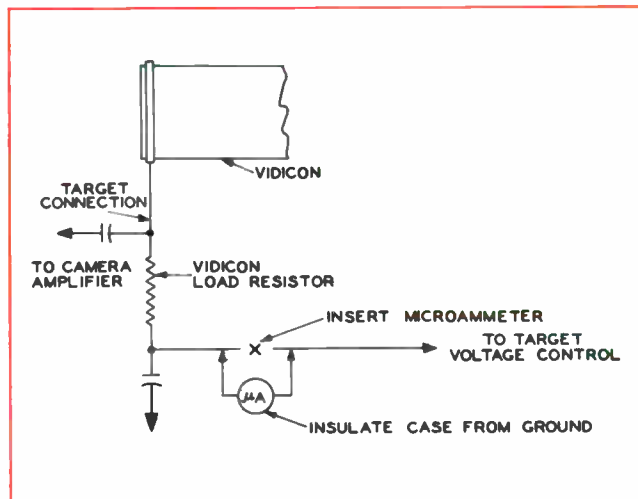 VIDICON
TARGET
CONNECTION
TO CAMERA
AMPLIFIER
VIDICON
LOAD RESISTOR
INSERT MICROAMMETER
X
TO TARGET
VOLTAGE CONTROL
μA
INSULATE CASE FROM GROUND